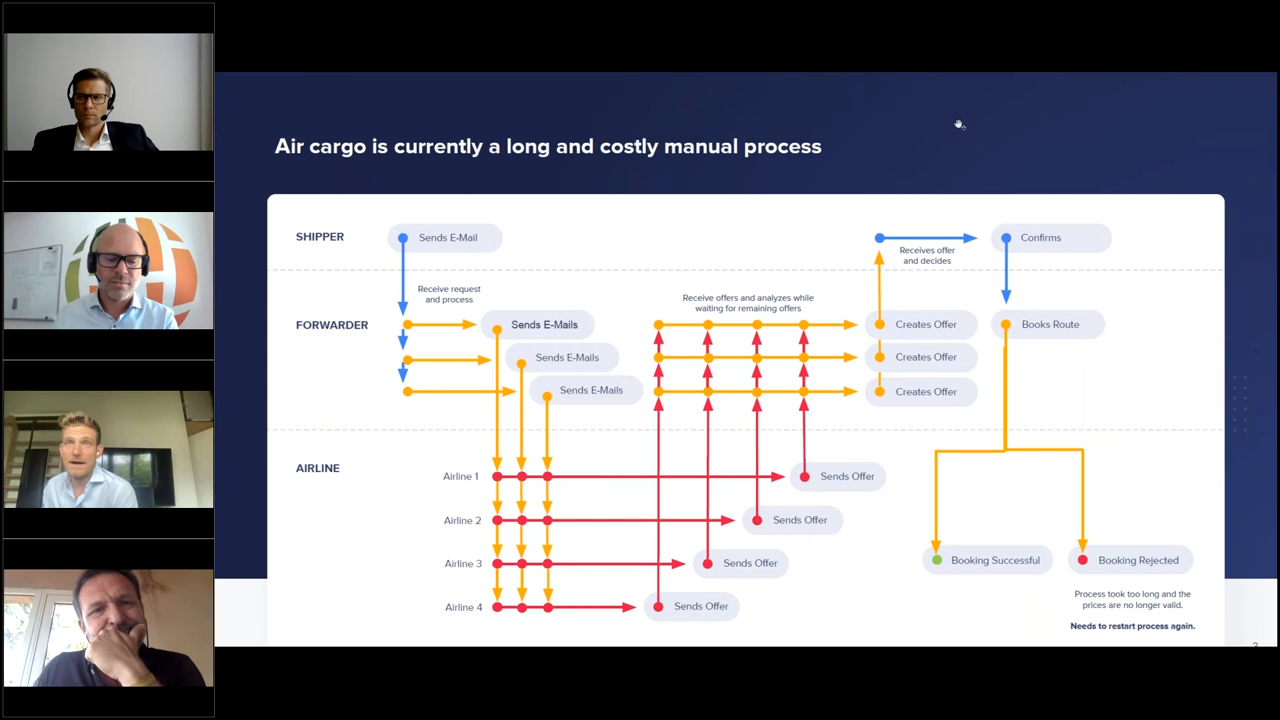 Air cargo is currently a long and costly manual process
SHIPPER
Sends E-Mail
Receives offer
and decides
Confirms
Receive request
and process
Receive offers and analyzes while
waiting for remaining offers
FORWARDER
Sends E-Mails
Creates Offer
Books Route
Sends E-Mails
Creates Offer
Sends E-Mails
Creates Offer
AIRLINE
Airline 1
Sends Offer
Airline 2
Sends Offer
Airline 3
Sends Offer
Airline 4
Sends Offer
Booking Successful
Booking Rejected
Process took too long and the
prices are no longer valid.
Needs to restart process again.